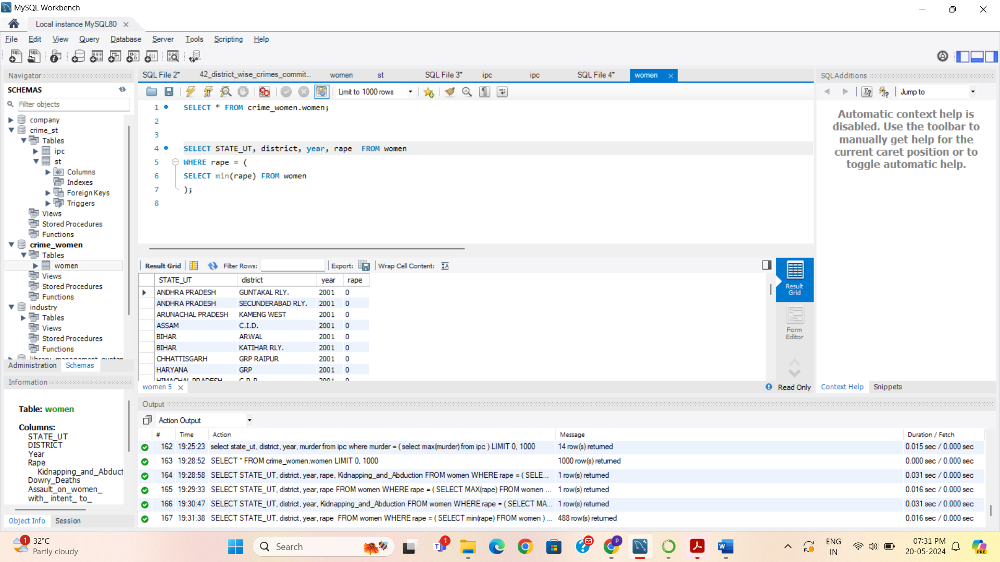 MySQL Workbench
Local instance MySQL80
File Edit View Query Database Server Tools Scripting Help
Navigator
SCHEMAS
Filter objects
company
crime_st
Tables
ipc
st
Columns
Indexes
Foreign Keys
Triggers
Views
Stored Procedures
Functions
crime_women
Tables
women
Views
Stored Procedures
Functions
industry
Tables
Views
Stored Procedures
Functions
library_management_system
Administration Schemas
Information
Table: women
Columns:
STATE_UT
DISTRICT
Year
Rape
Kidnapping_and_Abduct
Dowry_Deaths
Assault_on_women_
with_ intent_ to_
Object Info Session
SQL File 2* 42_district_wise_crimes_commit... women st SQL File 3* ipc ipc SQL File 4* women
Limit to 1000 rows
1 SELECT * FROM crime_women.women;
2
3
4 SELECT STATE_UT, district, year, rape  FROM women
5 WHERE rape = (
6 SELECT min(rape) FROM women
7 );
8
Result Grid Filter Rows: Export: Wrap Cell Content:
STATE_UT district year rape
ANDHRA PRADESH GUNTAKAL RLY. 2001 0
ANDHRA PRADESH SECUNDERABAD RLY. 2001 0
ARUNACHAL PRADESH KAMENG WEST 2001 0
ASSAM C.I.D. 2001 0
BIHAR ARWAL 2001 0
BIHAR KATIHAR RLY. 2001 0
CHHATTISGARH GRP RAIPUR 2001 0
HARYANA GRP 2001 0
HIMACHAL PRADESH G.R.P. 2001 0
Result
Grid
Form
Editor
women 5
Read Only
SQLAdditions
Jump to
Automatic context help is
disabled. Use the toolbar to
manually get help for the
current caret position or to
toggle automatic help.
Context Help Snippets
Output
Action Output
# Time Action Message Duration / Fetch
162 19:25:23 select state_ut, district, year, murder from ipc where murder = ( select max(murder) from ipc ) LIMIT 0, 1000 14 row(s) returned 0.015 sec / 0.000 sec
163 19:28:52 SELECT * FROM crime_women.women LIMIT 0, 1000 1000 row(s) returned 0.000 sec / 0.000 sec
164 19:28:58 SELECT STATE_UT, district, year, rape, Kidnapping_and_Abduction FROM women WHERE rape = ( SELE... 1 row(s) returned 0.031 sec / 0.000 sec
165 19:29:33 SELECT STATE_UT, district, year, rape FROM women WHERE rape = ( SELECT MAX(rape) FROM women ... 1 row(s) returned 0.016 sec / 0.000 sec
166 19:30:47 SELECT STATE_UT, district, year, Kidnapping_and_Abduction FROM women WHERE rape = ( SELECT MA... 1 row(s) returned 0.031 sec / 0.000 sec
167 19:31:38 SELECT STATE_UT, district, year, rape  FROM women WHERE rape = ( SELECT min(rape) FROM women ) ... 488 row(s) returned 0.016 sec / 0.000 sec
1
32°C
Partly cloudy
Search
1
P
PRE
ENG
IN
07:31 PM
20-05-2024